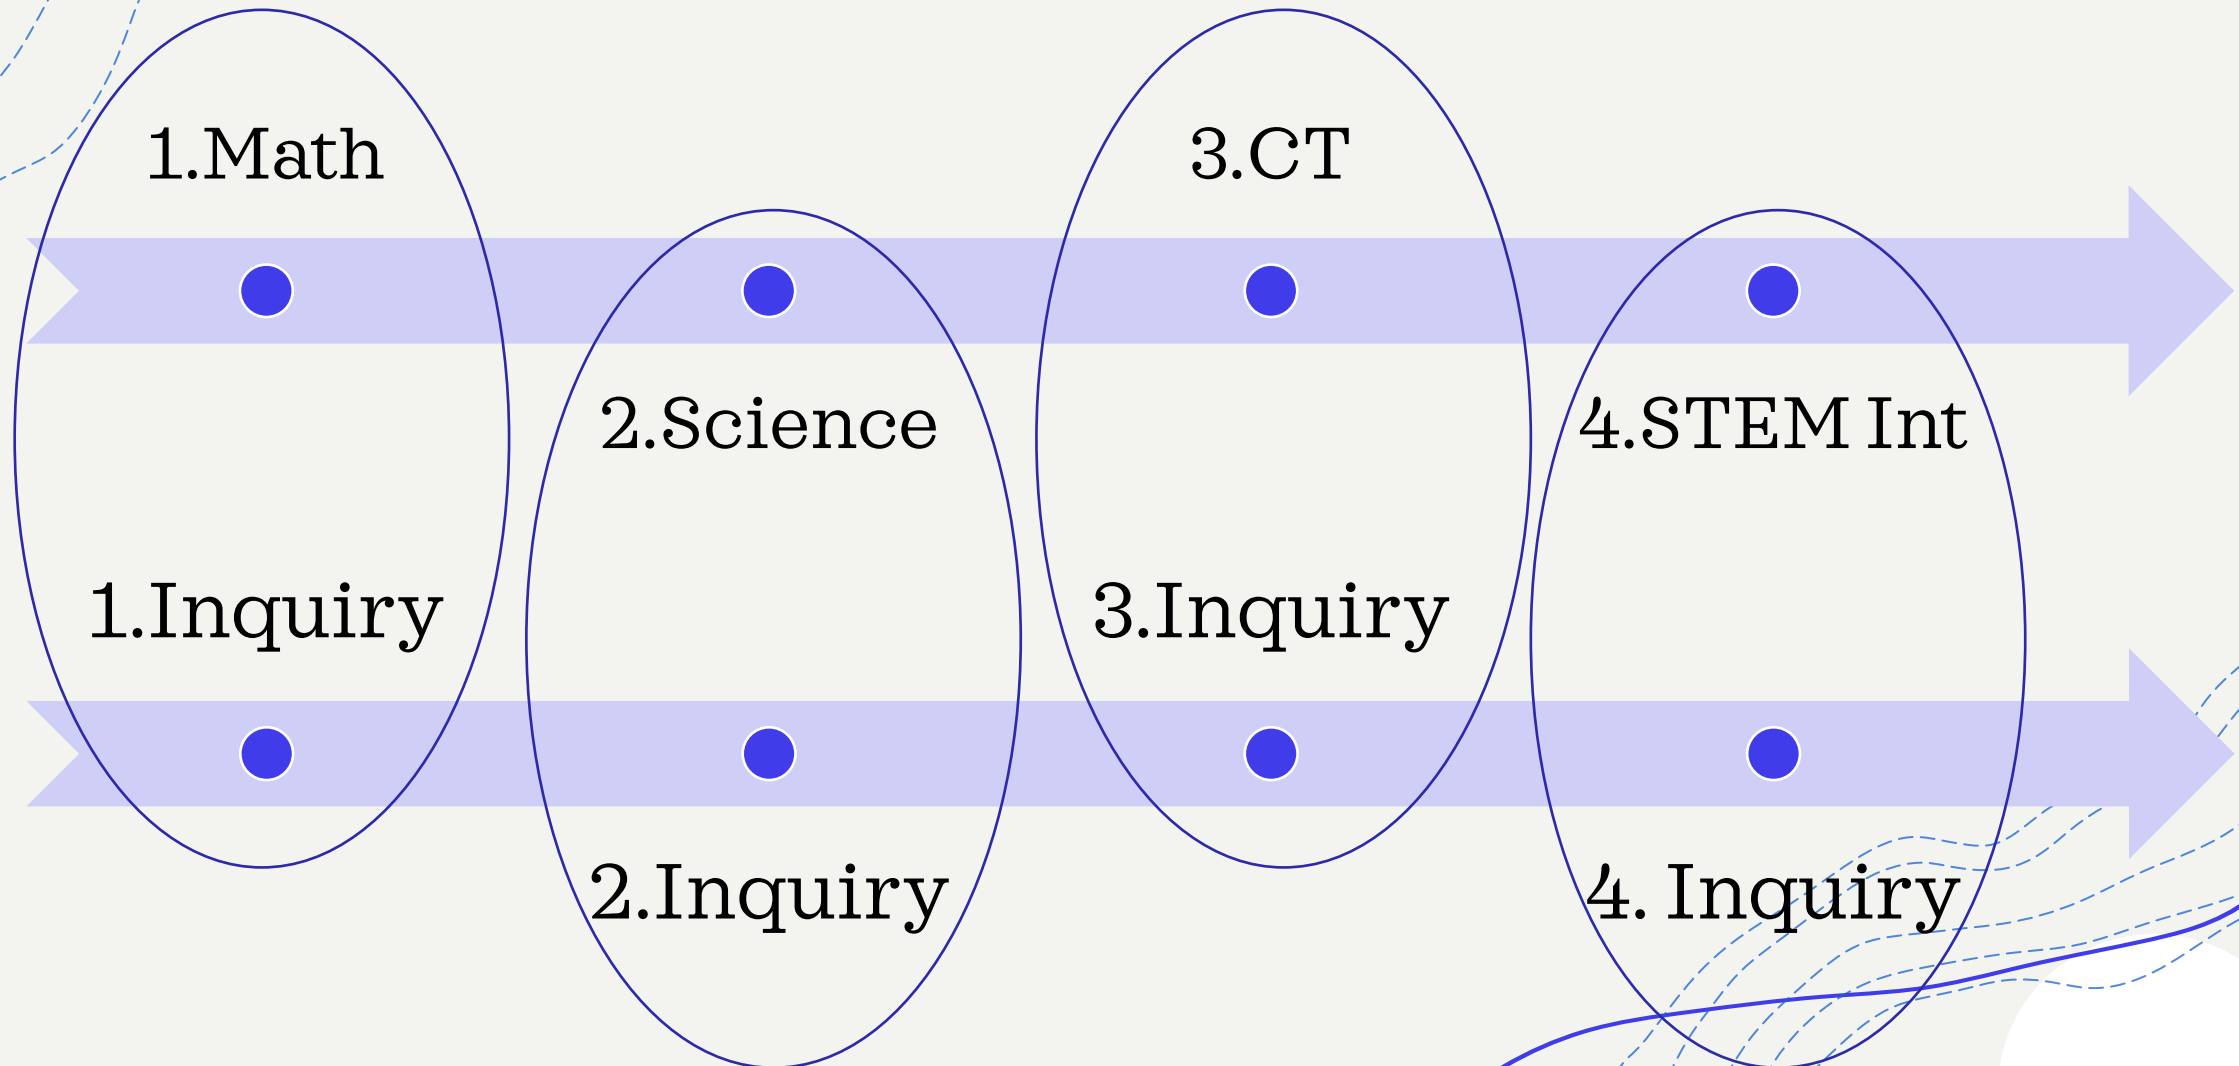 1.Math
3.CT
2.Science
4.STEM Int
1.Inquiry
3.Inquiry
2.Inquiry
4. Inquiry